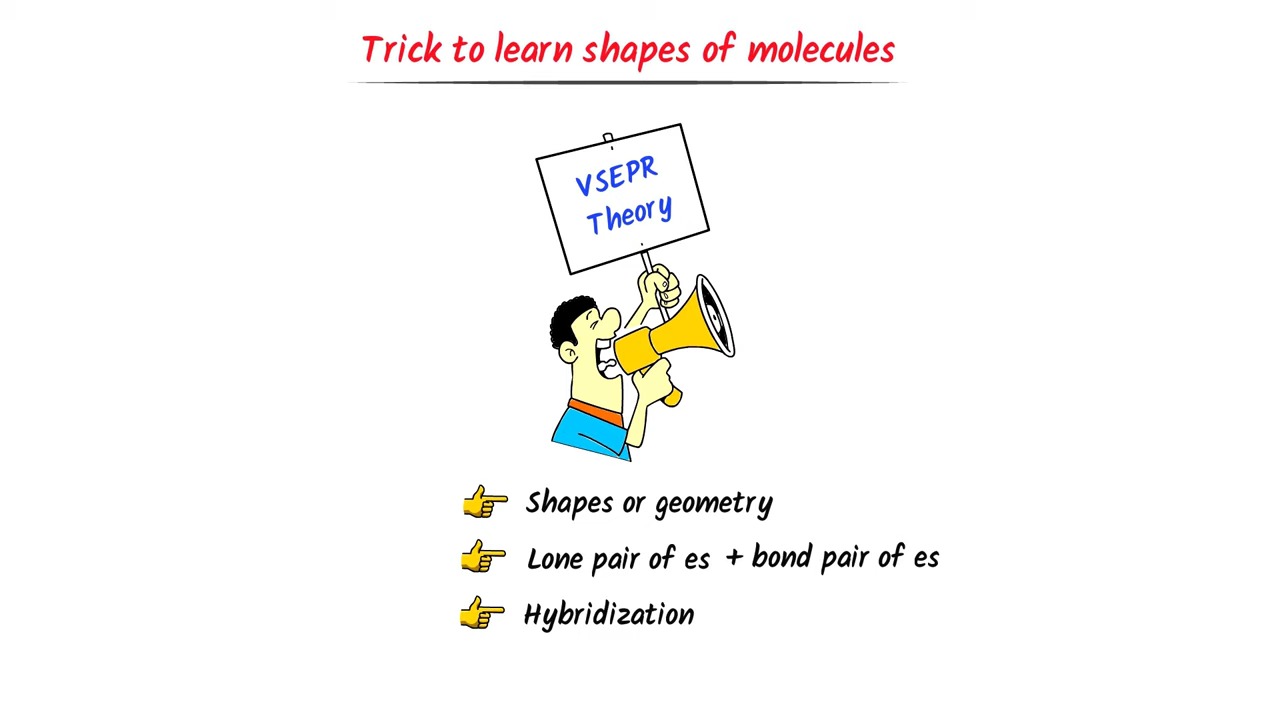 Trick to learn shapes of molecules
VSEPR
Theory
Shapes or geometry
Lone pair of es + bond pair of es
Hybridization